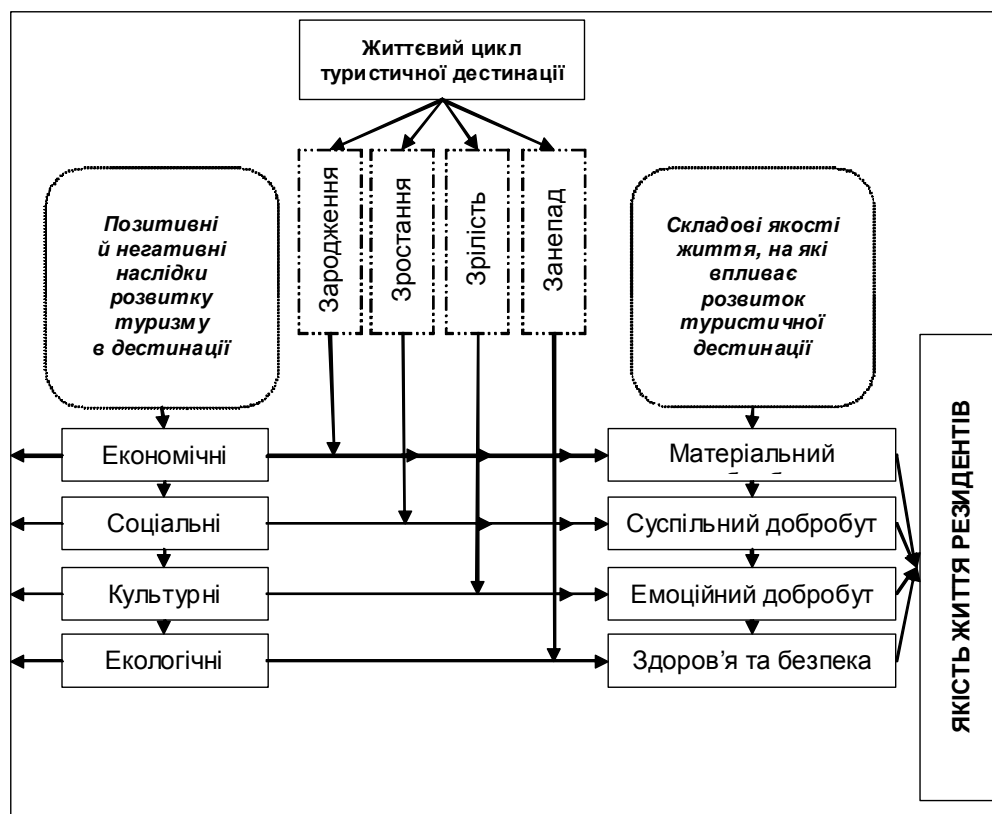 Життєвий цикл
туристичної дестинації
Зародження
Зростання
Зрілість
Занепад
Позитивні
й негативні
наслідки
розвитку
туризму
в дестинації
Складові якості
життя, на які
впливає
розвиток
туристичної
дестинації
Економічні
Соціальні
Культурні
Екологічні
Матеріальний
Суспільний добробут
Емоційний добробут
Здоров’я та безпека
ЯКІСТЬ ЖИТТЯ РЕЗИДЕНТІВ